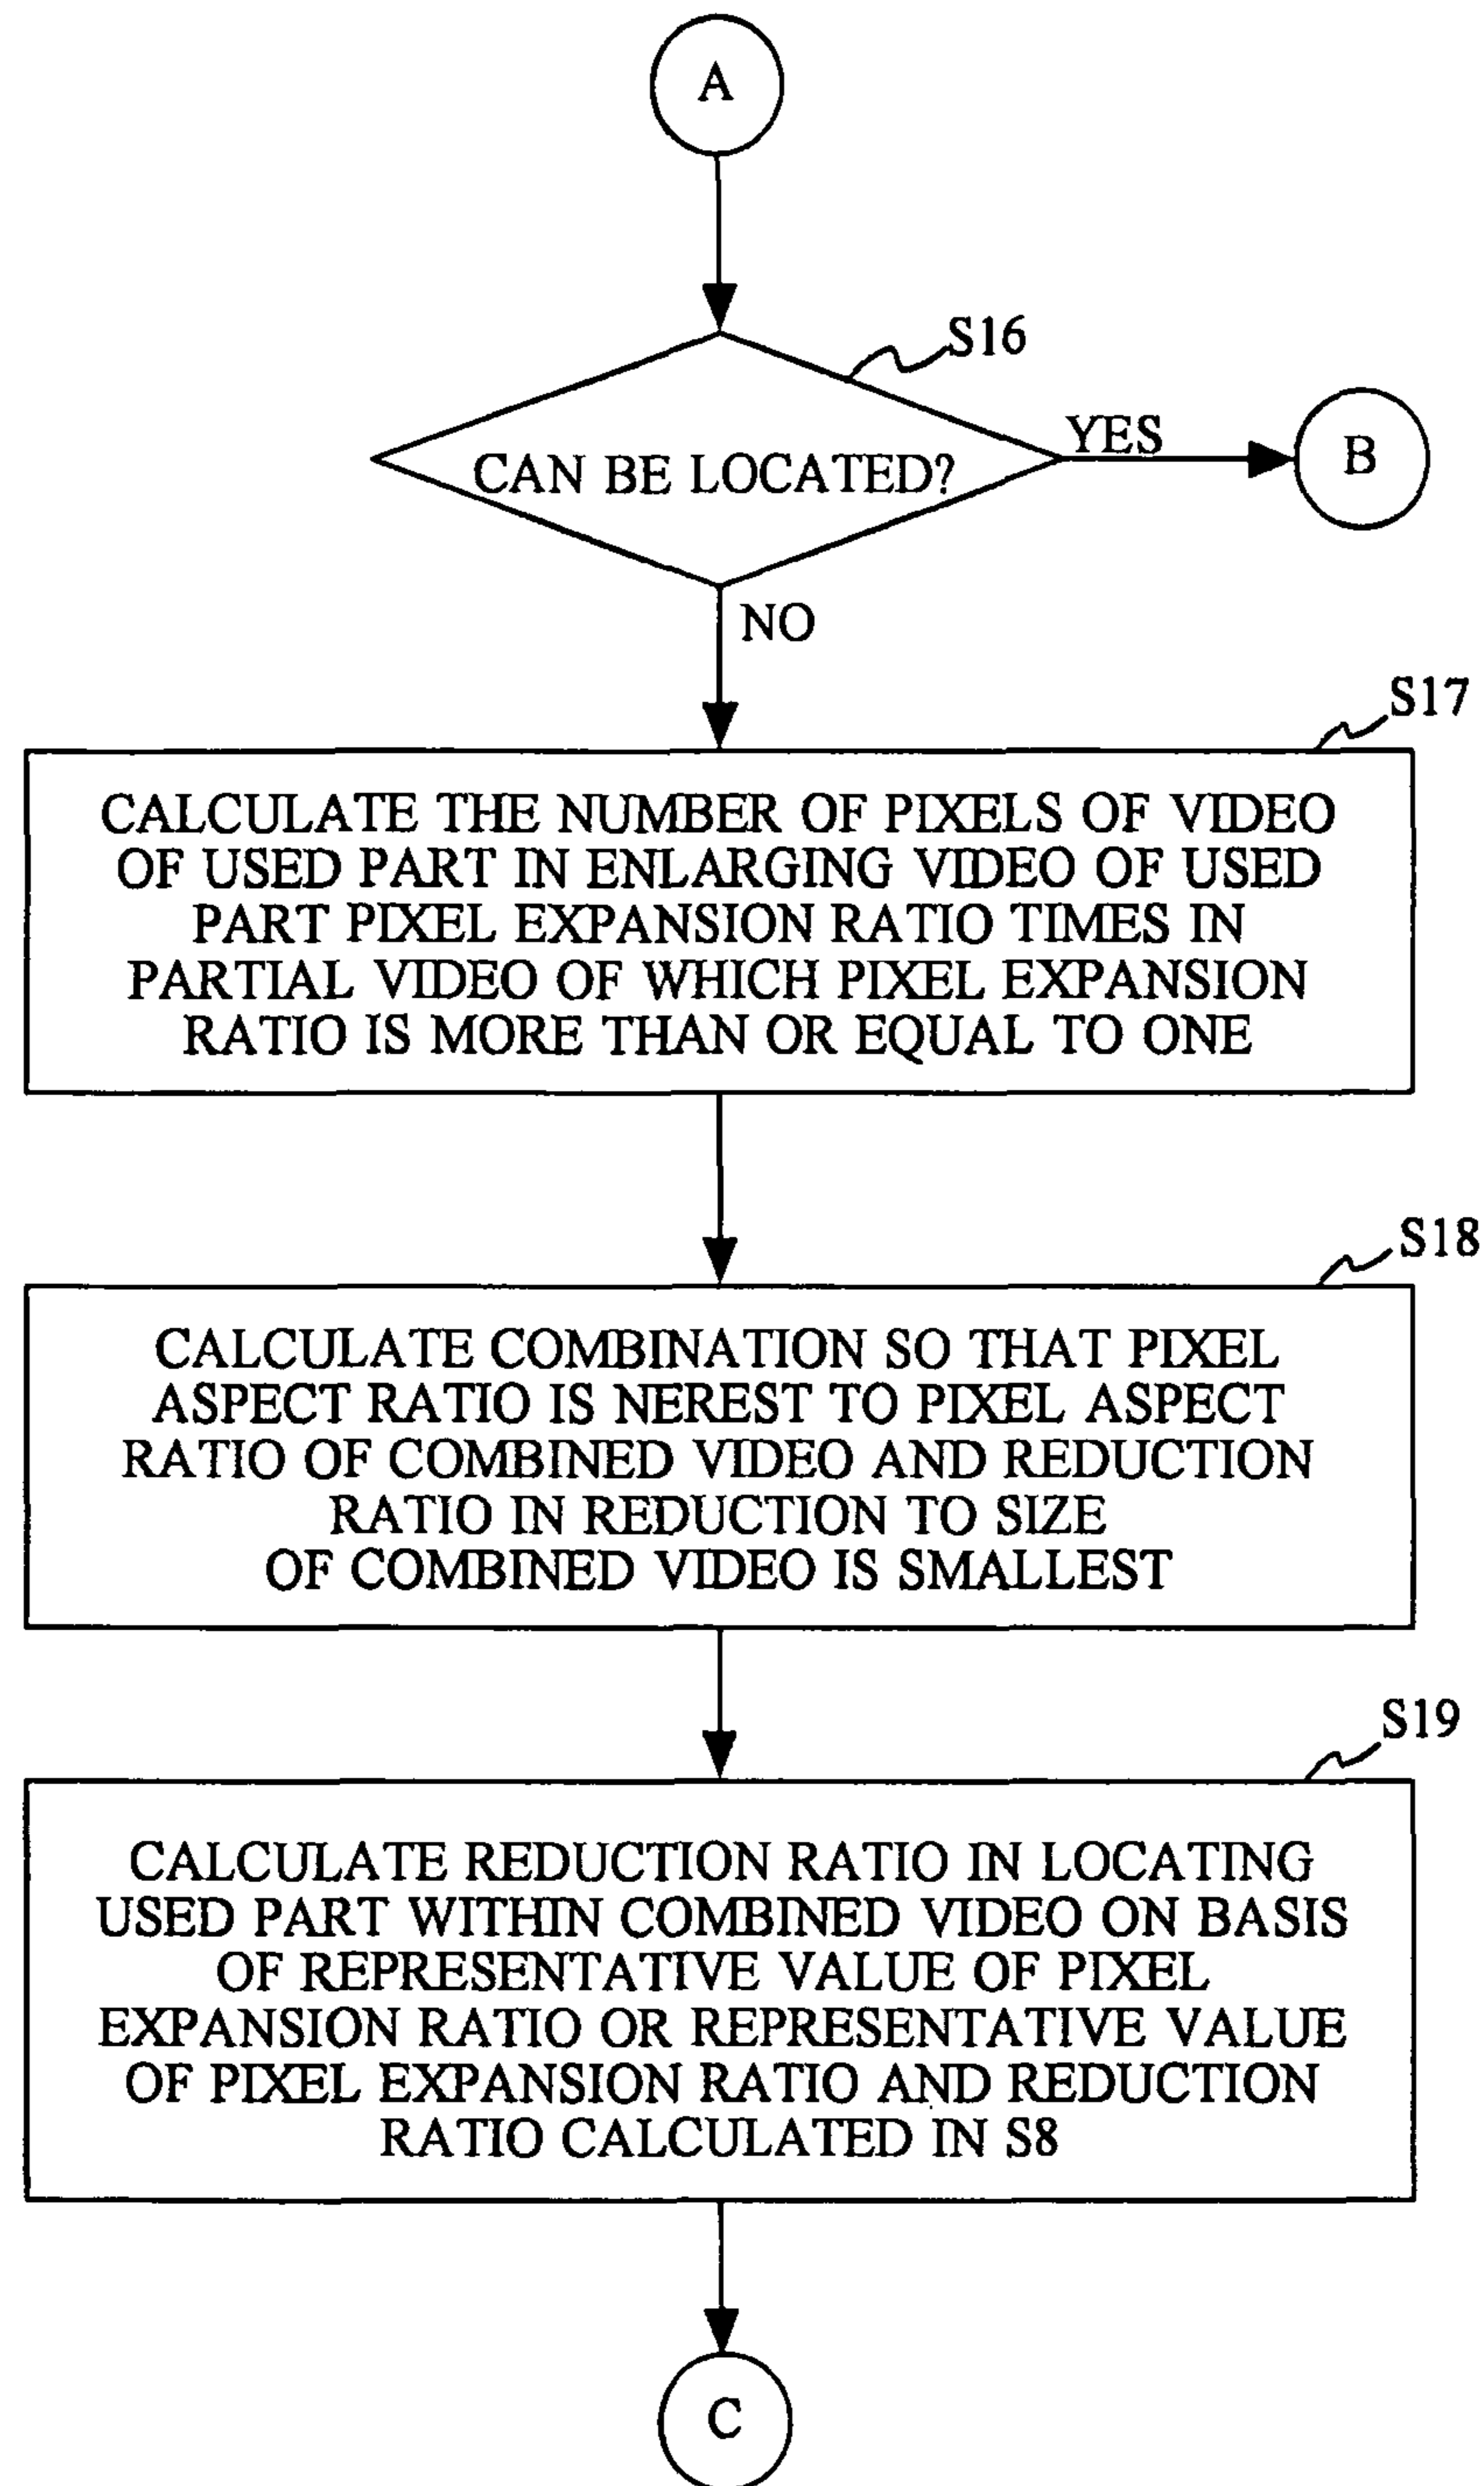 A
S16
CAN BE LOCATED?
YES
B
NO
S17
CALCULATE THE NUMBER OF PIXELS OF VIDEO
OF USED PART IN ENLARGING VIDEO OF USED
PART PIXEL EXPANSION RATIO TIMES IN
PARTIAL VIDEO OF WHICH PIXEL EXPANSION
RATIO IS MORE THAN OR EQUAL TO ONE
S18
CALCULATE COMBINATION SO THAT PIXEL
ASPECT RATIO IS NEREST TO PIXEL ASPECT
RATIO OF COMBINED VIDEO AND REDUCTION
RATIO IN REDUCTION TO SIZE
OF COMBINED VIDEO IS SMALLEST
S19
CALCULATE REDUCTION RATIO IN LOCATING
USED PART WITHIN COMBINED VIDEO ON BASIS
OF REPRESENTATIVE VALUE OF PIXEL
EXPANSION RATIO OR REPRESENTATIVE VALUE
OF PIXEL EXPANSION RATIO AND REDUCTION
RATIO CALCULATED IN S8
C